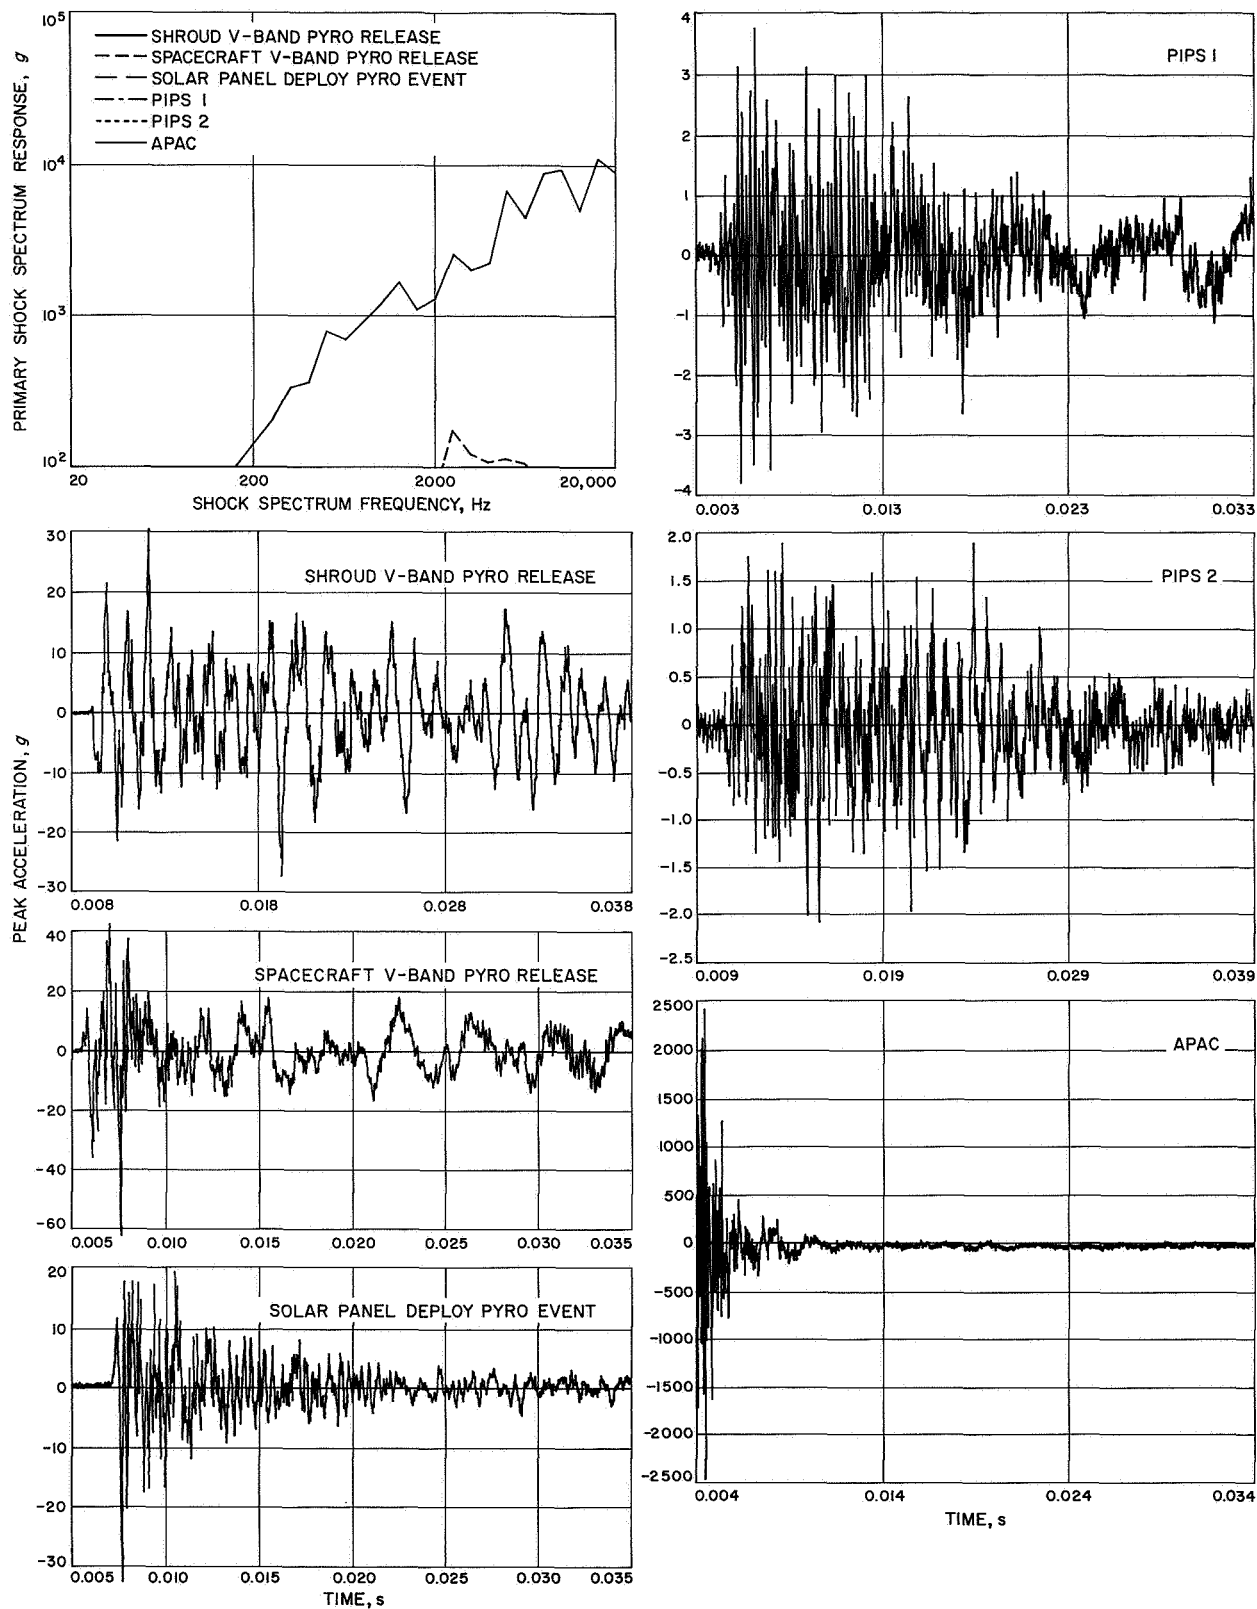 10^5
SHROUD V-BAND PYRO RELEASE
SPACECRAFT V-BAND PYRO RELEASE
SOLAR PANEL DEPLOY PYRO EVENT
PIPS 1
PIPS 2
APAC
10^4
10^3
10^2
PRIMARY SHOCK SPECTRUM RESPONSE, g
20 200 2000 20,000
SHOCK SPECTRUM FREQUENCY, Hz
PEAK ACCELERATION, g
SHROUD V-BAND PYRO RELEASE
30
20
10
0
-10
-20
-30
0.008 0.018 0.028 0.038
SPACECRAFT V-BAND PYRO RELEASE
40
20
0
-20
-40
-60
0.005 0.010 0.015 0.020 0.025 0.030 0.035
SOLAR PANEL DEPLOY PYRO EVENT
20
10
0
-10
-20
-30
0.005 0.010 0.015 0.020 0.025 0.030 0.035
TIME, s
PIPS 1
4
3
2
1
0
-1
-2
-3
-4
0.003 0.013 0.023 0.033
PIPS 2
2.0
1.5
1.0
0.5
0
-0.5
-1.0
-1.5
-2.0
-2.5
0.009 0.019 0.029 0.039
APAC
2500
2000
1500
1000
500
0
-500
-1000
-1500
-2000
-2500
0.004 0.014 0.024 0.034
TIME, s